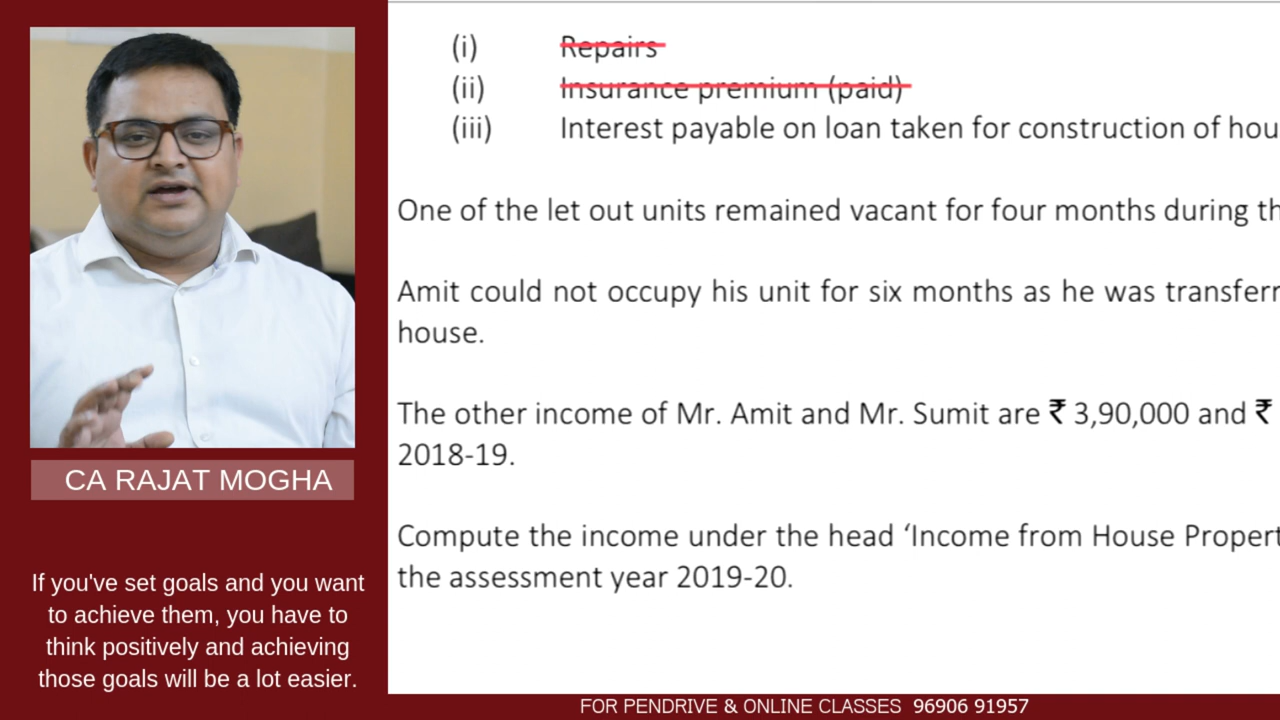 CA RAJAT MOGHA
If you've set goals and you want
to achieve them, you have to
think positively and achieving
those goals will be a lot easier.
(i) Repairs
(ii) Insurance premium (paid)
(iii) Interest payable on loan taken for construction of hou
One of the let out units remained vacant for four months during th
Amit could not occupy his unit for six months as he was transferr
house.
The other income of Mr. Amit and Mr. Sumit are ₹ 3,90,000 and ₹
2018-19.
Compute the income under the head ‘Income from House Propert
the assessment year 2019-20.
FOR PENDRIVE & ONLINE CLASSES 96906 91957